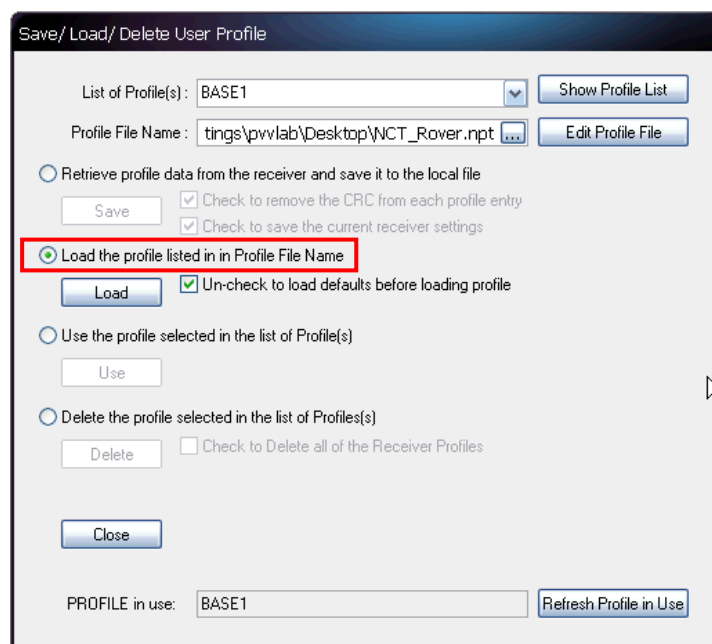 Save/ Load/ Delete User Profile
List of Profile(s) : BASE1 Show Profile List
Profile File Name : tings\pvvlab\Desktop\NCT_Rover.npt ... Edit Profile File
Retrieve profile data from the receiver and save it to the local file
Save Check to remove the CRC from each profile entry
Check to save the current receiver settings
Load the profile listed in in Profile File Name
Load Un-check to load defaults before loading profile
Use the profile selected in the list of Profile(s)
Use
Delete the profile selected in the list of Profiles(s)
Delete Check to Delete all of the Receiver Profiles
Close
PROFILE in use: BASE1 Refresh Profile in Use